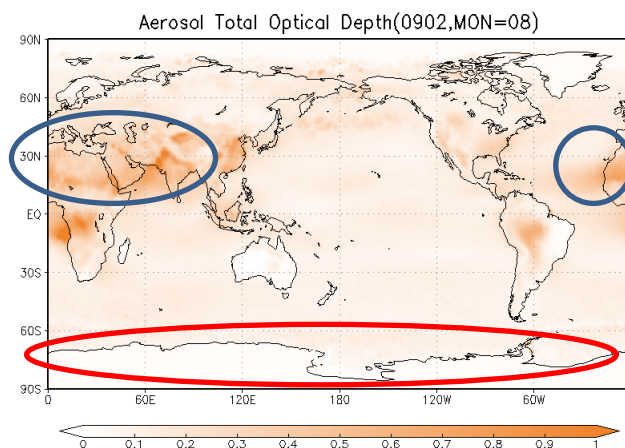 Aerosol Total Optical Depth(0902,MON=08)
90N
60N
30N
EQ
30S
60S
90S
0 60E 120E 180 120W 60W
0 0.1 0.2 0.3 0.4 0.5 0.6 0.7 0.8 0.9 1